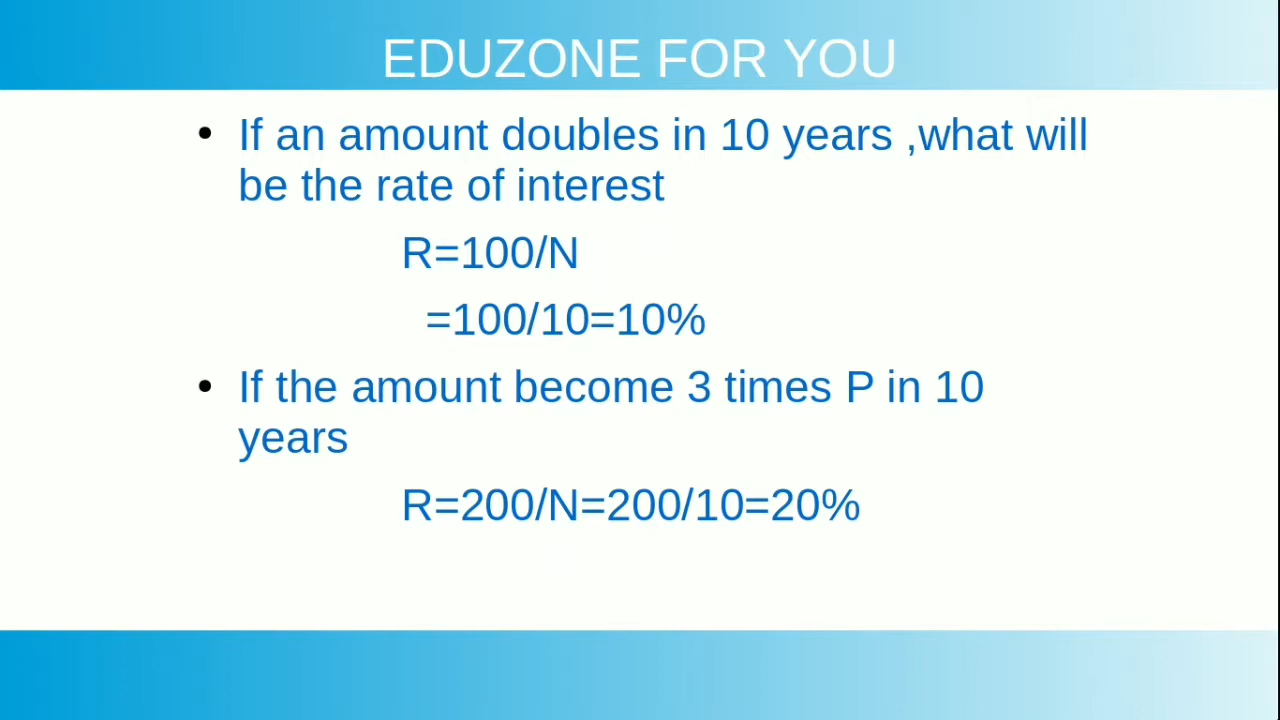 EDUZONE FOR YOU
• If an amount doubles in 10 years ,what will
be the rate of interest
R=100/N
=100/10=10%
• If the amount become 3 times P in 10
years
R=200/N=200/10=20%